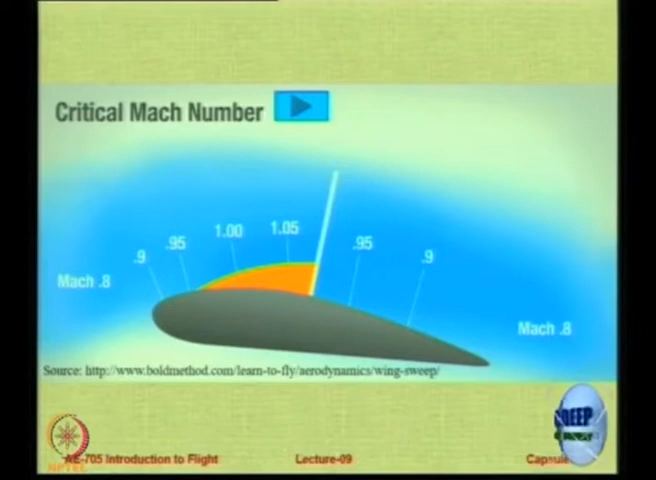 Critical Mach Number
Mach .8
.9
.95
1.00
1.05
.95
.9
Mach .8
Source: http://www.boldmethod.com/learn-to-fly/aerodynamics/wing-sweep/
AE-705 Introduction to Flight
Lecture-09
NPTEL